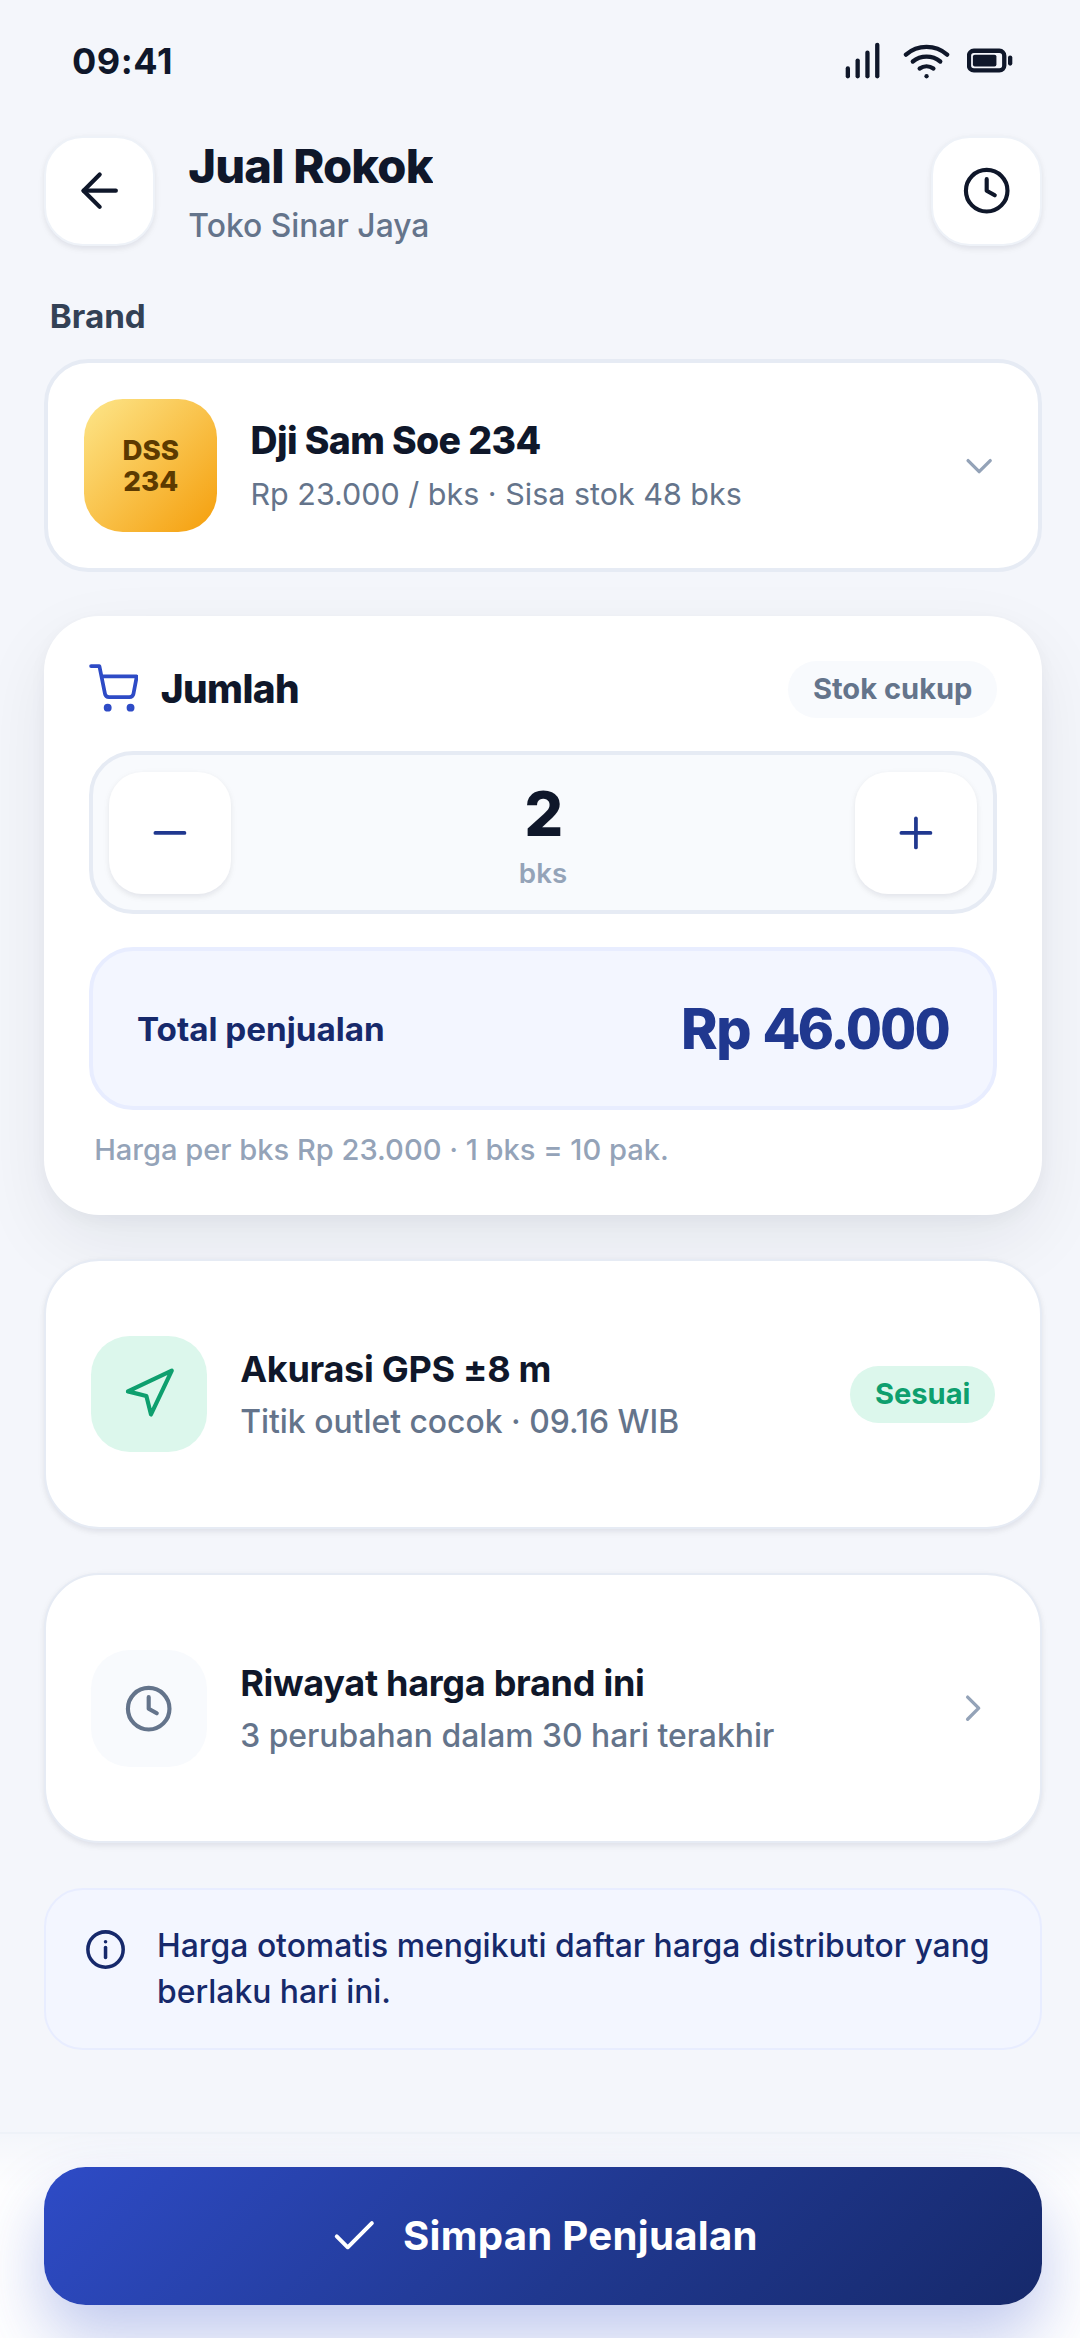 09:41
Jual Rokok
Toko Sinar Jaya
Brand
DSS
234
Dji Sam Soe 234
Rp 23.000 / bks · Sisa stok 48 bks
Jumlah
Stok cukup
2
bks
Total penjualan
Rp 46.000
Harga per bks Rp 23.000 · 1 bks = 10 pak.
Akurasi GPS ±8 m
Titik outlet cocok · 09.16 WIB
Sesuai
Riwayat harga brand ini
3 perubahan dalam 30 hari terakhir
Harga otomatis mengikuti daftar harga distributor yang
berlaku hari ini.
Simpan Penjualan